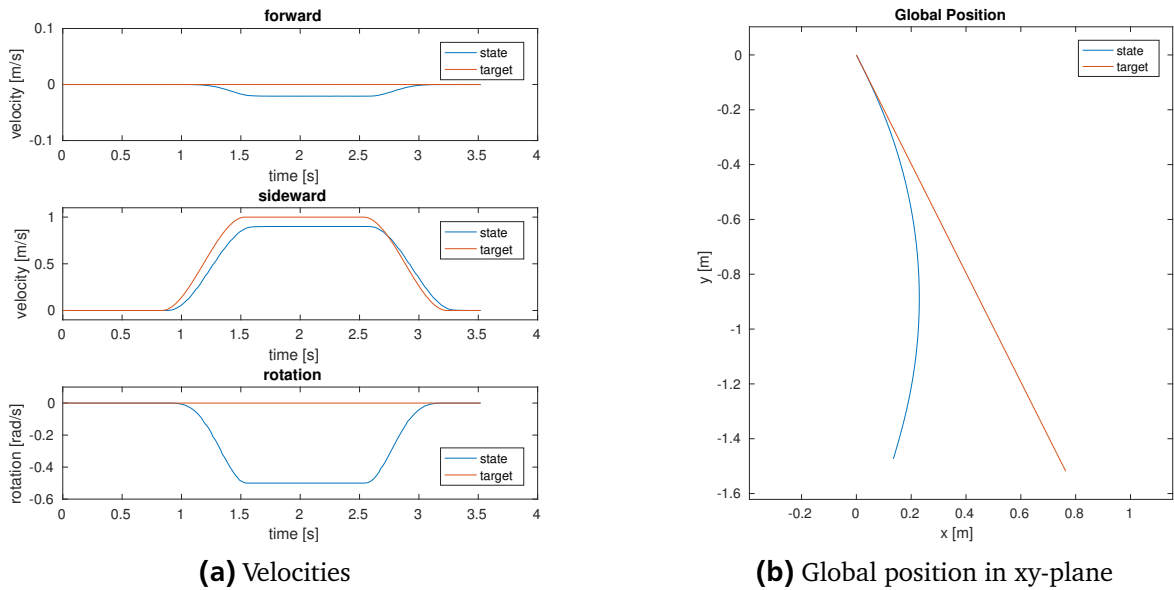 forward
0.1
0
-0.1
velocity [m/s]
state
target
0 0.5 1 1.5 2 2.5 3 3.5 4
time [s]
sideward
1
0.5
0
velocity [m/s]
state
target
0 0.5 1 1.5 2 2.5 3 3.5 4
time [s]
rotation
0
-0.2
-0.4
-0.6
rotation [rad/s]
state
target
0 0.5 1 1.5 2 2.5 3 3.5 4
time [s]
(a) Velocities
Global Position
0
-0.2
-0.4
-0.6
-0.8
-1
-1.2
-1.4
-1.6
y [m]
state
target
-0.2 0 0.2 0.4 0.6 0.8 1
x [m]
(b) Global position in xy-plane